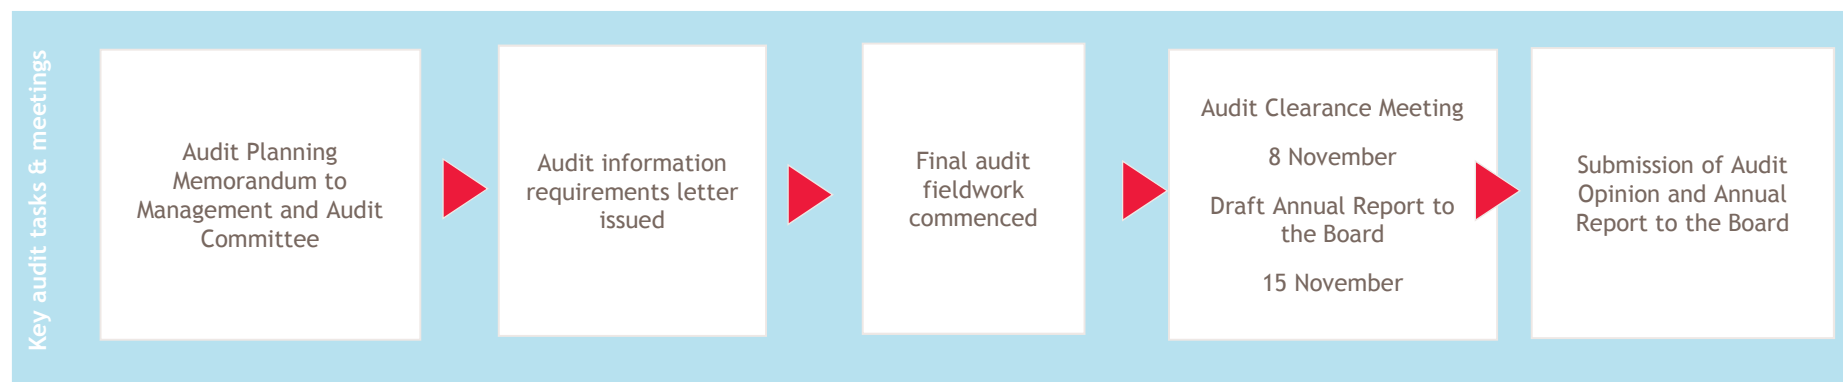 Key audit tasks & meetings
Audit Planning
Memorandum to
Management and Audit
Committee
Audit information
requirements letter
issued
Final audit
fieldwork
commenced
Audit Clearance Meeting
8 November
Draft Annual Report to
the Board
15 November
Submission of Audit
Opinion and Annual
Report to the Board